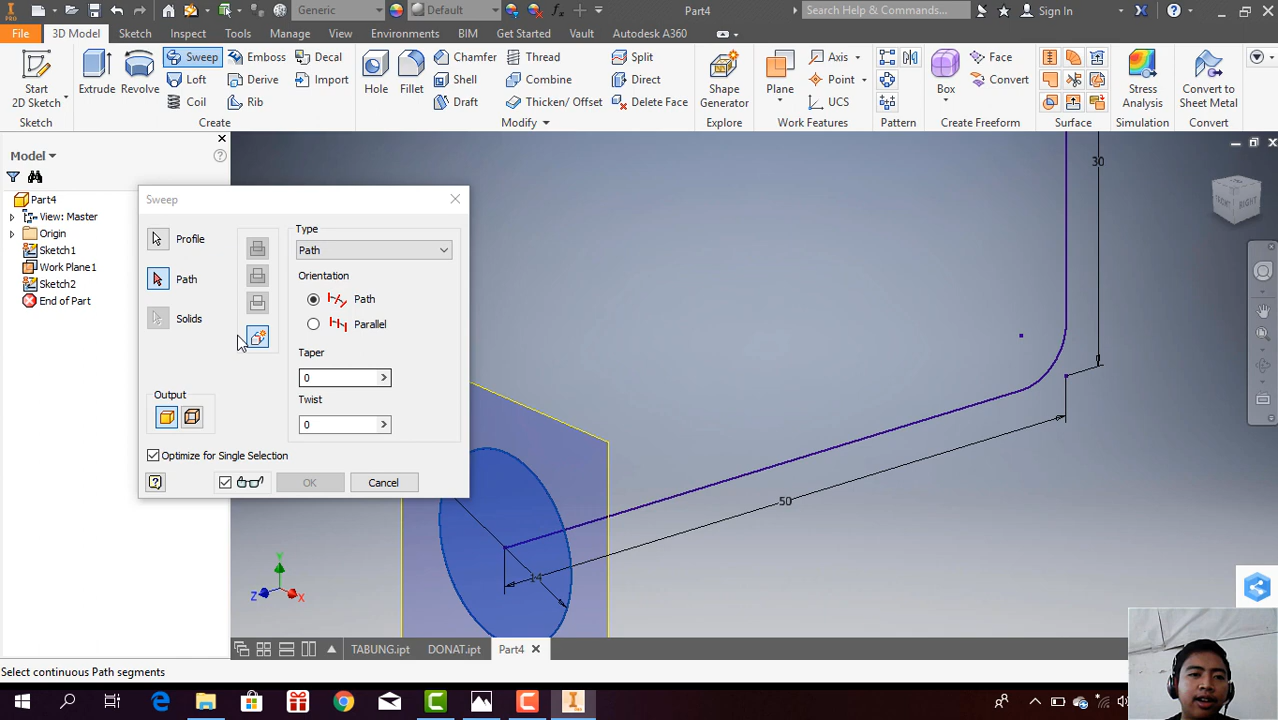 PRO
Generic
Default
fx
Part4
Search Help & Commands...
Sign In
File
3D Model
Sketch
Inspect
Tools
Manage
View
Environments
BIM
Get Started
Vault
Autodesk A360
Start
2D Sketch
Sketch
Extrude
Revolve
Sweep
Loft
Coil
Emboss
Derive
Rib
Decal
Import
Create
Hole
Fillet
Chamfer
Shell
Draft
Thread
Combine
Thicken/ Offset
Split
Direct
Delete Face
Modify
Shape
Generator
Explore
Plane
Axis
Point
UCS
Work Features
Pattern
Box
Face
Convert
Create Freeform
Surface
Stress
Analysis
Simulation
Convert to
Sheet Metal
Convert
Model
Part4
View: Master
Origin
Sketch1
Work Plane1
Sketch2
End of Part
Sweep
Profile
Path
Solids
Output
Optimize for Single Selection
Type
Path
Orientation
Path
Parallel
Taper
0
Twist
0
OK
Cancel
30
50
14
RIGHT
Y
Z
X
TABUNG.ipt
DONAT.ipt
Part4
Select continuous Path segments